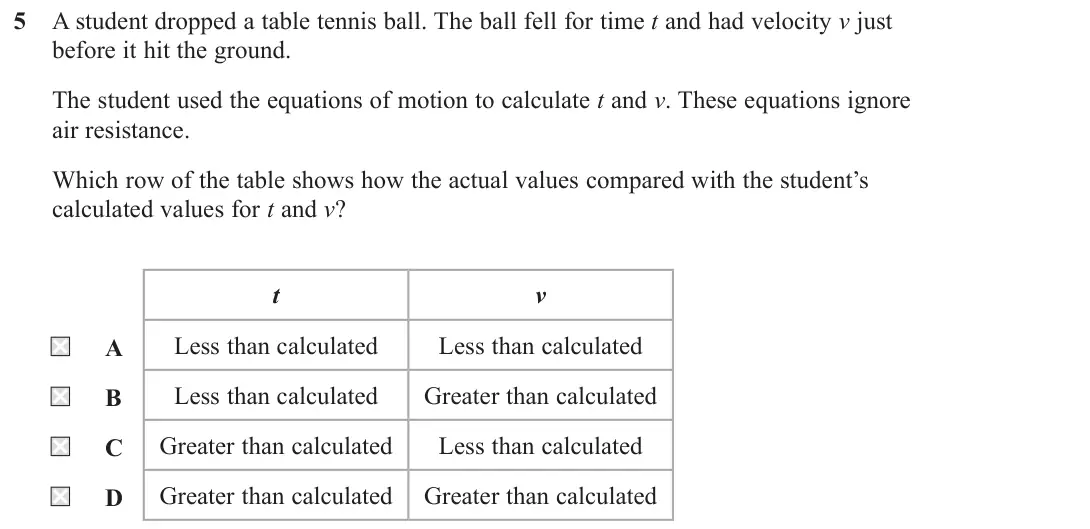 5 A student dropped a table tennis ball. The ball fell for time t and had velocity v just
before it hit the ground.
The student used the equations of motion to calculate t and v. These equations ignore
air resistance.
Which row of the table shows how the actual values compared with the student’s
calculated values for t and v?
t v
A Less than calculated Less than calculated
B Less than calculated Greater than calculated
C Greater than calculated Less than calculated
D Greater than calculated Greater than calculated